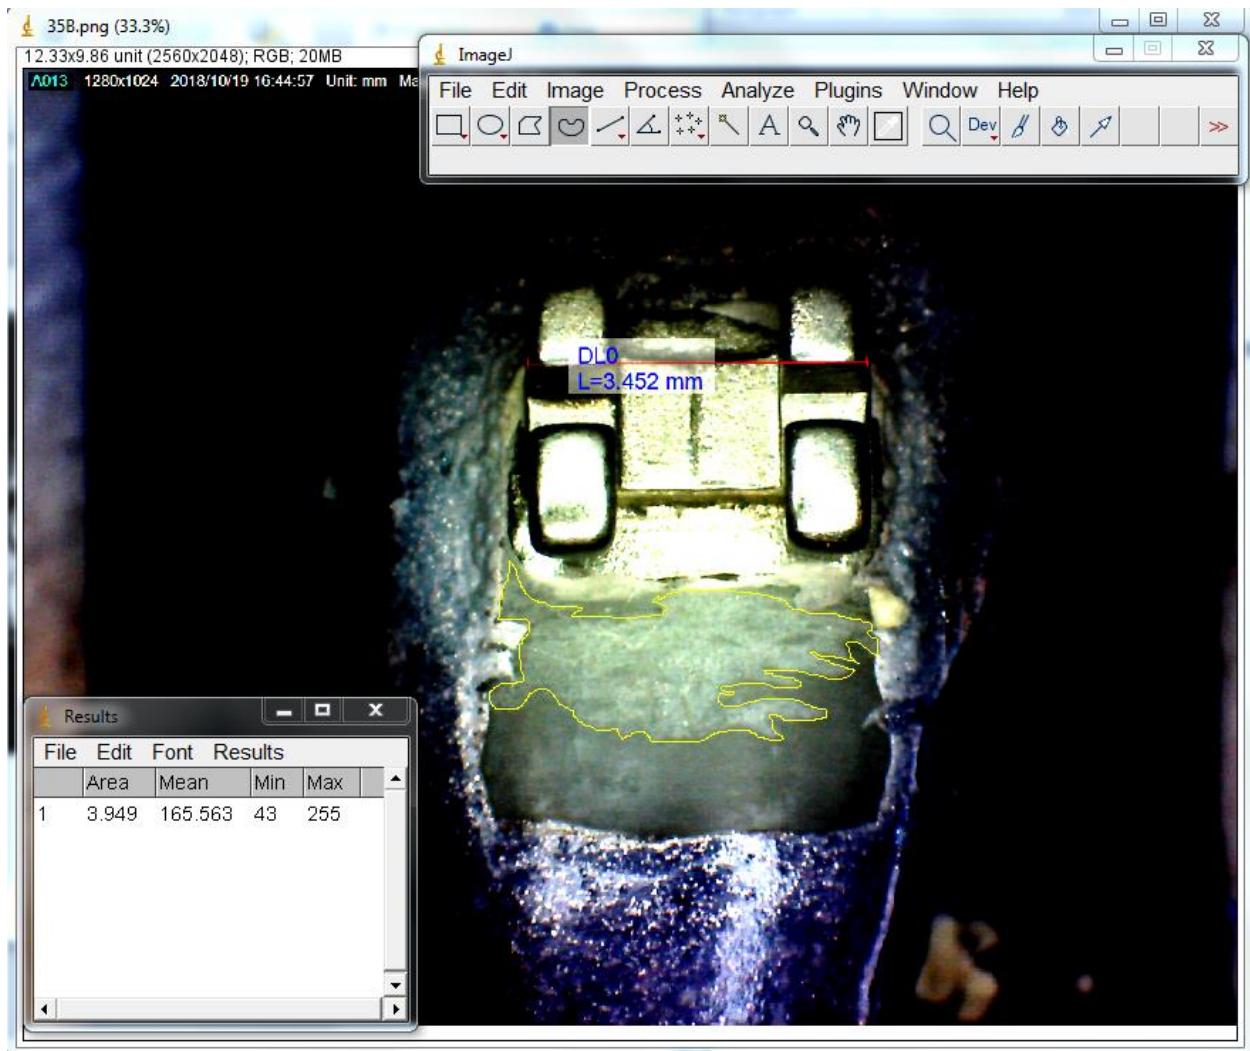 35B.png (33.3%)
12.33x9.86 unit (2560x2048); RGB; 20MB
A013 1280x1024 2018/10/19 16:44:57 Unit: mm Ma
ImageJ
File Edit Image Process Analyze Plugins Window Help
A Dev >>
DL0
L=3.452 mm
Results
File Edit Font Results
Area Mean Min Max
1 3.949 165.563 43 255